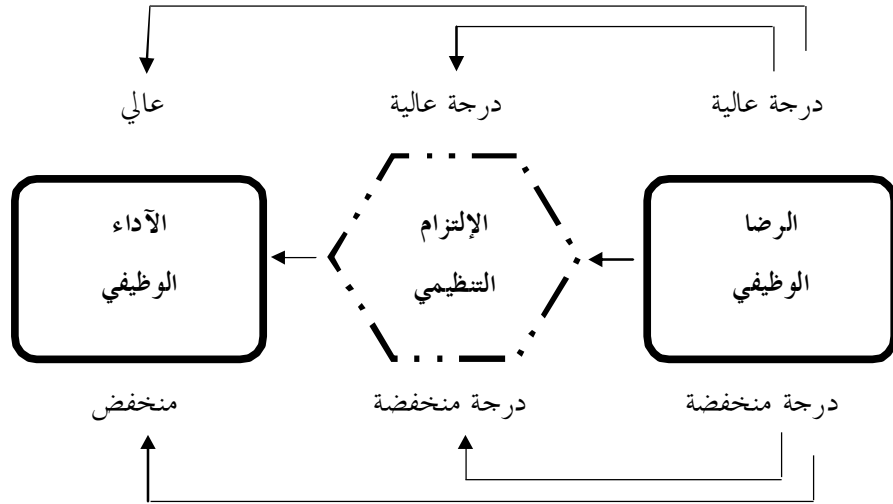 درجة عالية
درجة عالية
عالي
الرضا
الوظيفي
الإلتزام
التنظيمي
الآداء
الوظيفي
درجة منخفضة
درجة منخفضة
منخفض